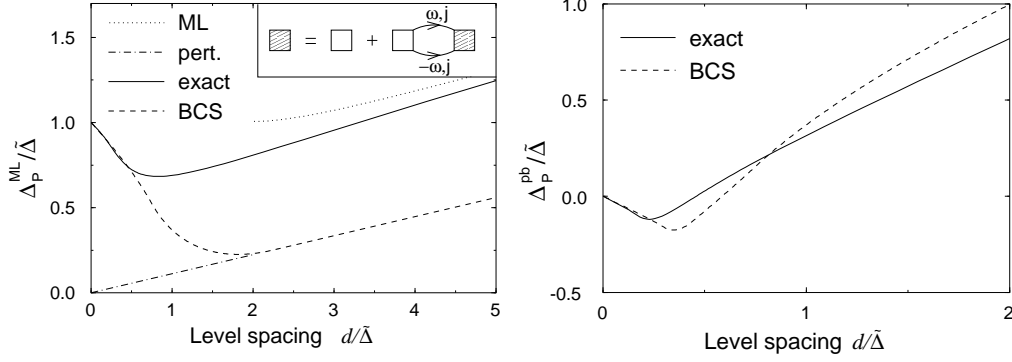 1.5
1.0
0.5
0.0
Δ_P^ML/Δ̃
ML
pert.
exact
BCS
= +
ω,j
−ω,j
0 1 2 3 4 5
Level spacing d/Δ̃
1.0
0.5
0.0
-0.5
Δ_P^pb/Δ̃
exact
BCS
0 1 2
Level spacing d/Δ̃